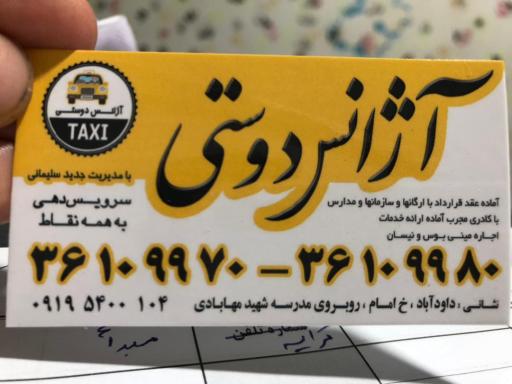 آژانس دوستی
آژانس دوستی
TAXI
با مدیریت جدید سلیمانی
سرویس‌دهی
به همه نقاط
آماده عقد قرارداد با ارگانها و سازمانها و مدارس
با کادری مجرب آماده ارائه خدمات
اجاره مینی بوس و نیسان
۳۶۱۰۹۹۷۰ - ۳۶۱۰۹۹۸۰
نشانی : داودآباد ، خ امام ، روبروی مدرسه شهید مهابادی
۰۹۱۹ ۵۴۰۰ ۱۰۴